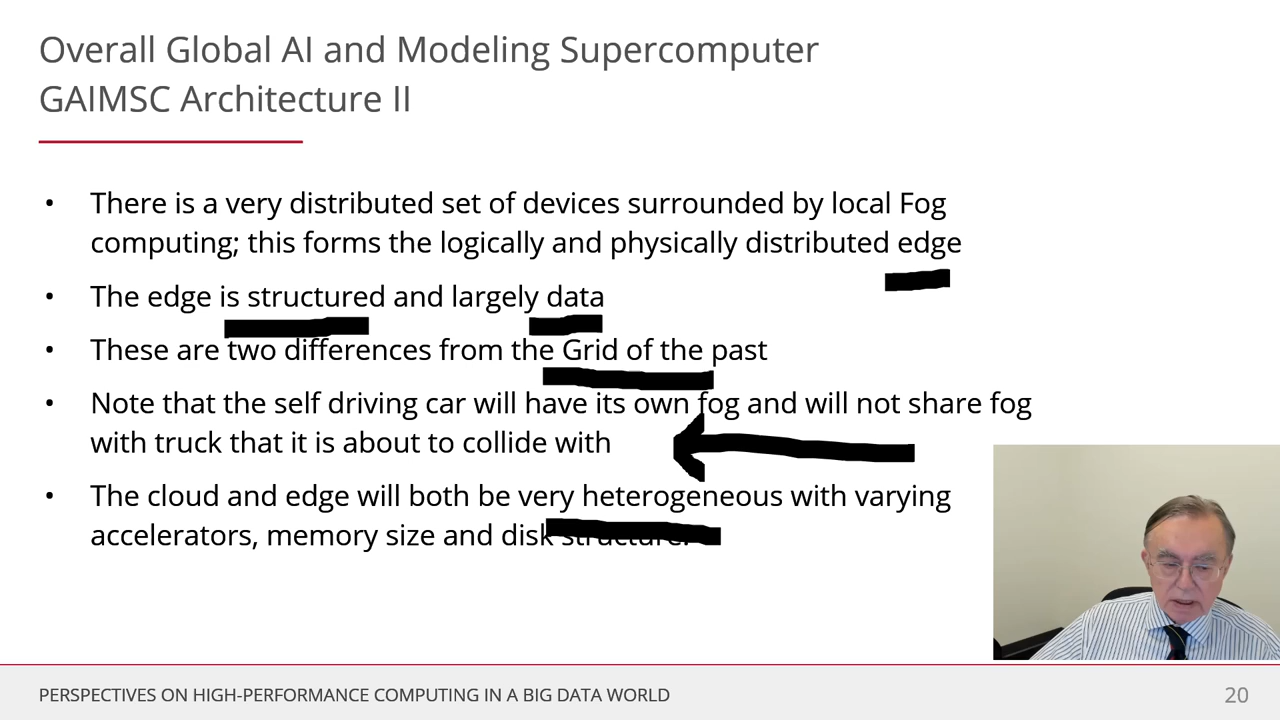 Overall Global AI and Modeling Supercomputer
GAIMSC Architecture II
• There is a very distributed set of devices surrounded by local Fog
computing; this forms the logically and physically distributed edge
• The edge is structured and largely data
• These are two differences from the Grid of the past
• Note that the self driving car will have its own fog and will not share fog
with truck that it is about to collide with
• The cloud and edge will both be very heterogeneous with varying
accelerators, memory size and disk structure.
PERSPECTIVES ON HIGH-PERFORMANCE COMPUTING IN A BIG DATA WORLD
20